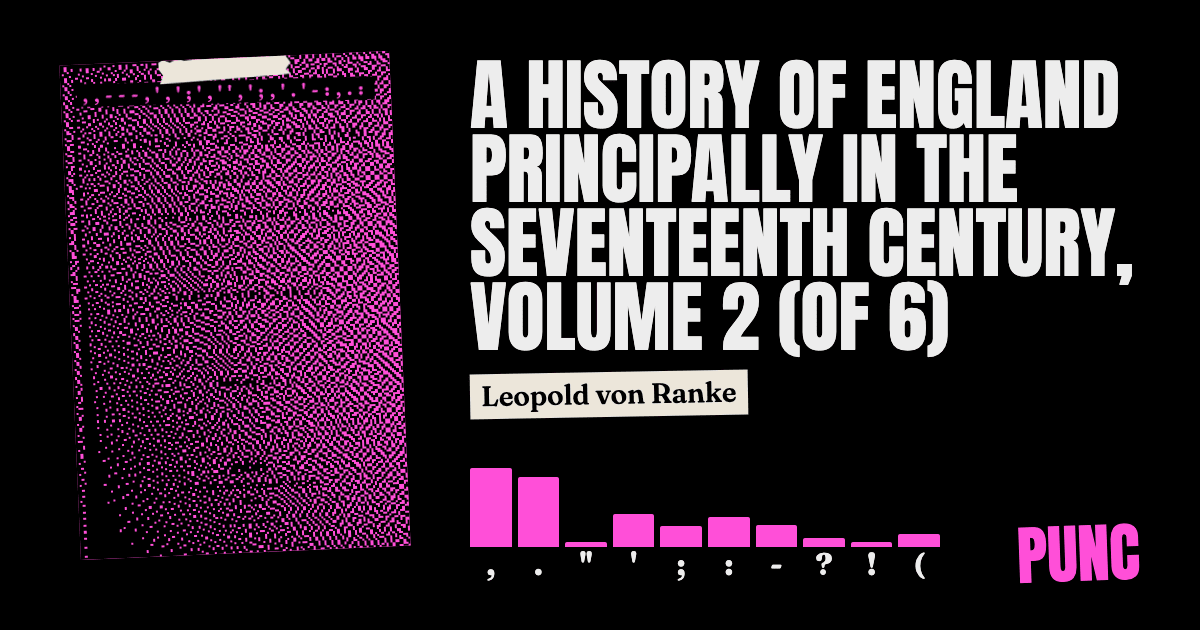 A HISTORY OF ENGLAND
PRINCIPALLY IN THE
SEVENTEENTH CENTURY,
VOLUME 2 (OF 6)
Leopold von Ranke
, . " ' ; : - ? ! (
PUNC